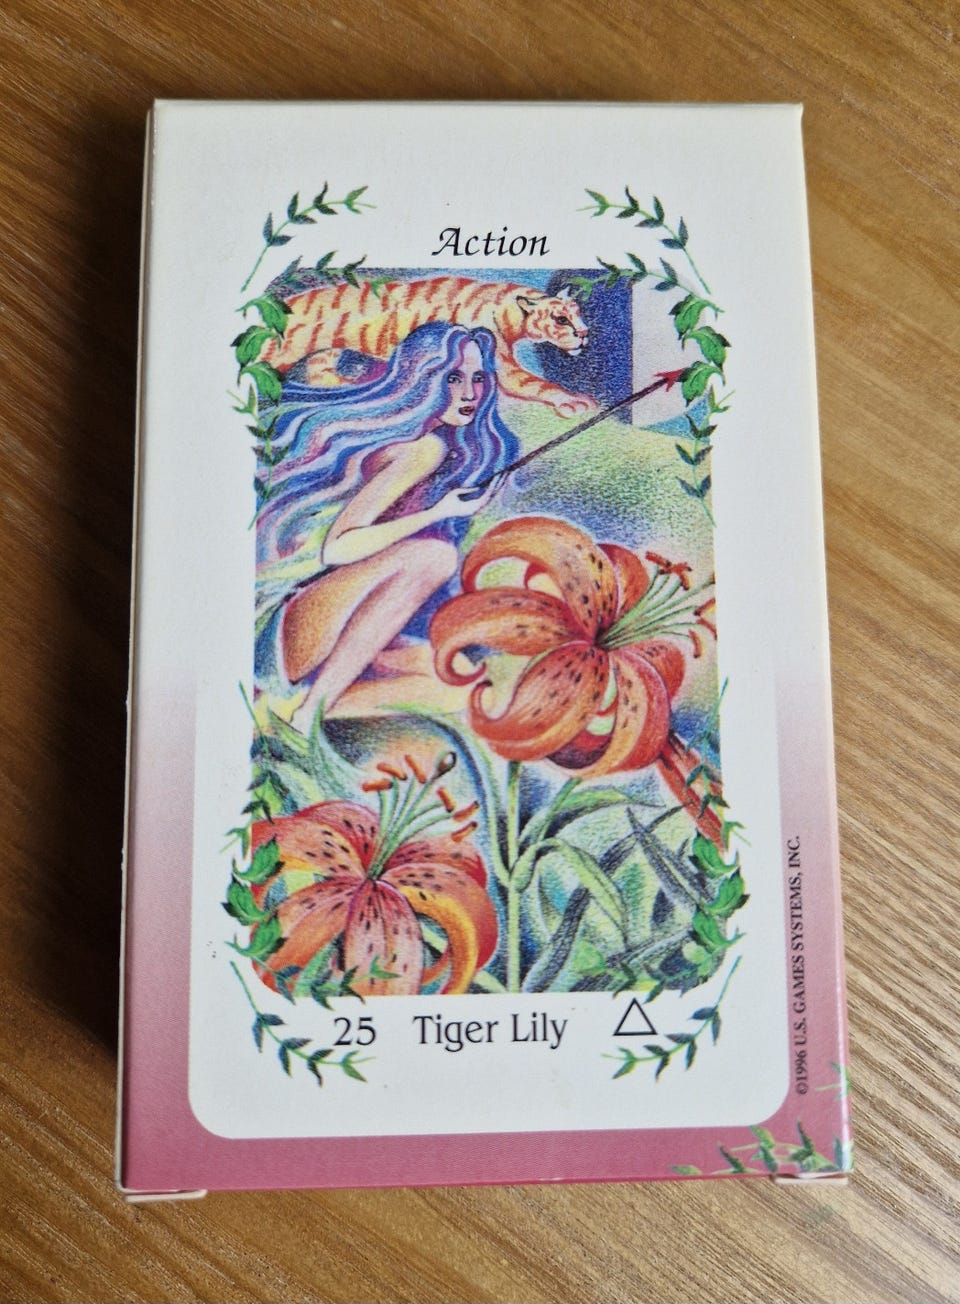 Action
25 Tiger Lily
©1996 U.S. GAMES SYSTEMS, INC.